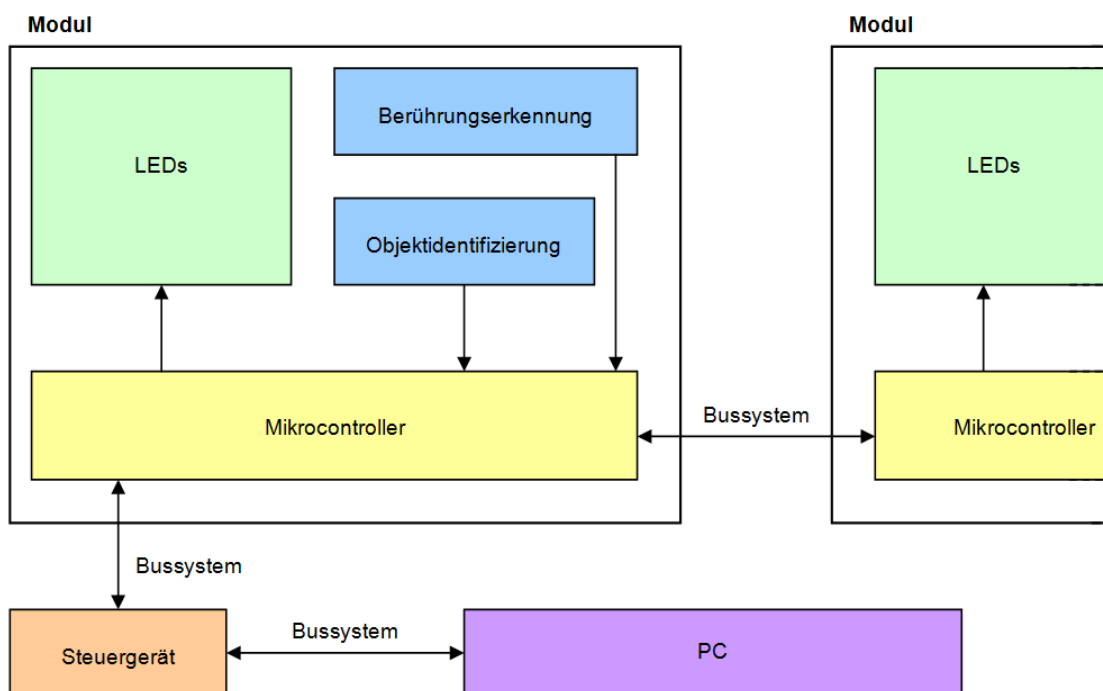 Modul
Modul
Berührungserkennung
LEDs
LEDs
Objektidentifizierung
Mikrocontroller
Bussystem
Mikrocontroller
Bussystem
Bussystem
Steuergerät
PC